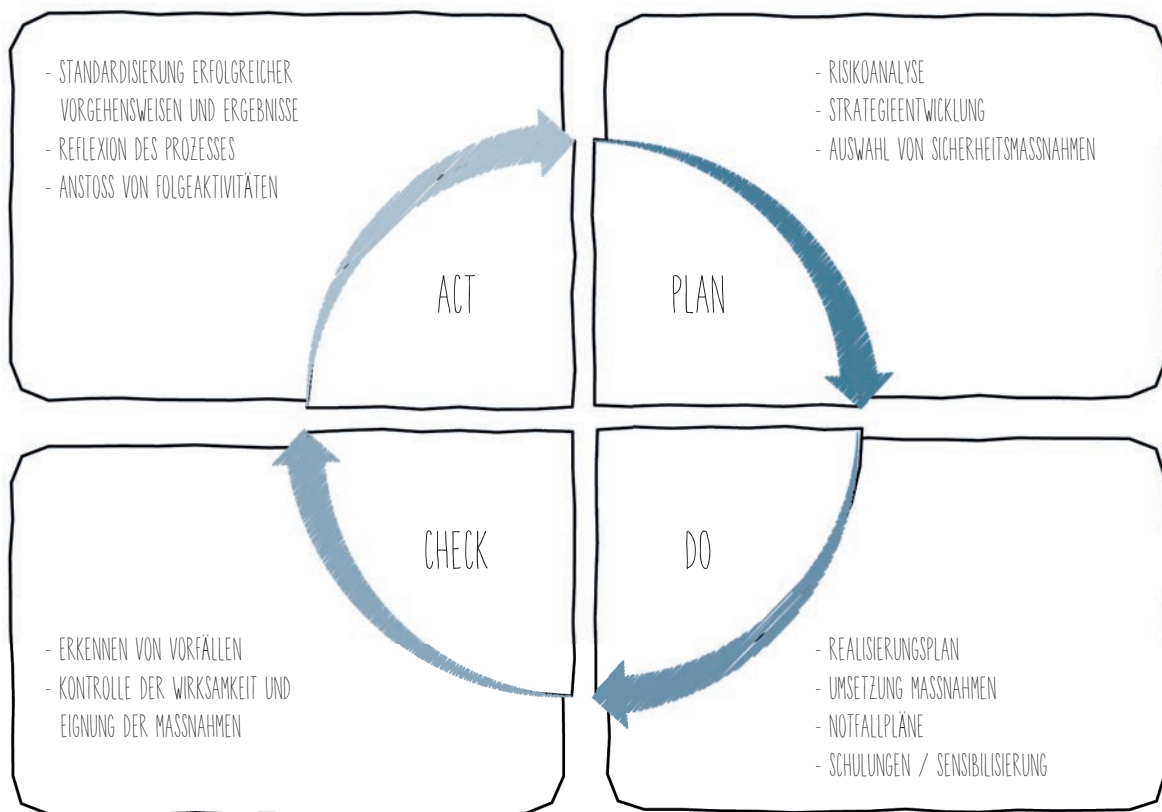 - STANDARDISIERUNG ERFOLGREICHER
VORGEHENSWEISEN UND ERGEBNISSE
- REFLEXION DES PROZESSES
- ANSTOSS VON FOLGEAKTIVITÄTEN
- RISIKOANALYSE
- STRATEGIEENTWICKLUNG
- AUSWAHL VON SICHERHEITSMASSNAHMEN
ACT
PLAN
CHECK
DO
- ERKENNEN VON VORFÄLLEN
- KONTROLLE DER WIRKSAMKEIT UND
EIGNUNG DER MASSNAHMEN
- REALISIERUNGSPLAN
- UMSETZUNG MASSNAHMEN
- NOTFALLPLÄNE
- SCHULUNGEN / SENSIBILISIERUNG